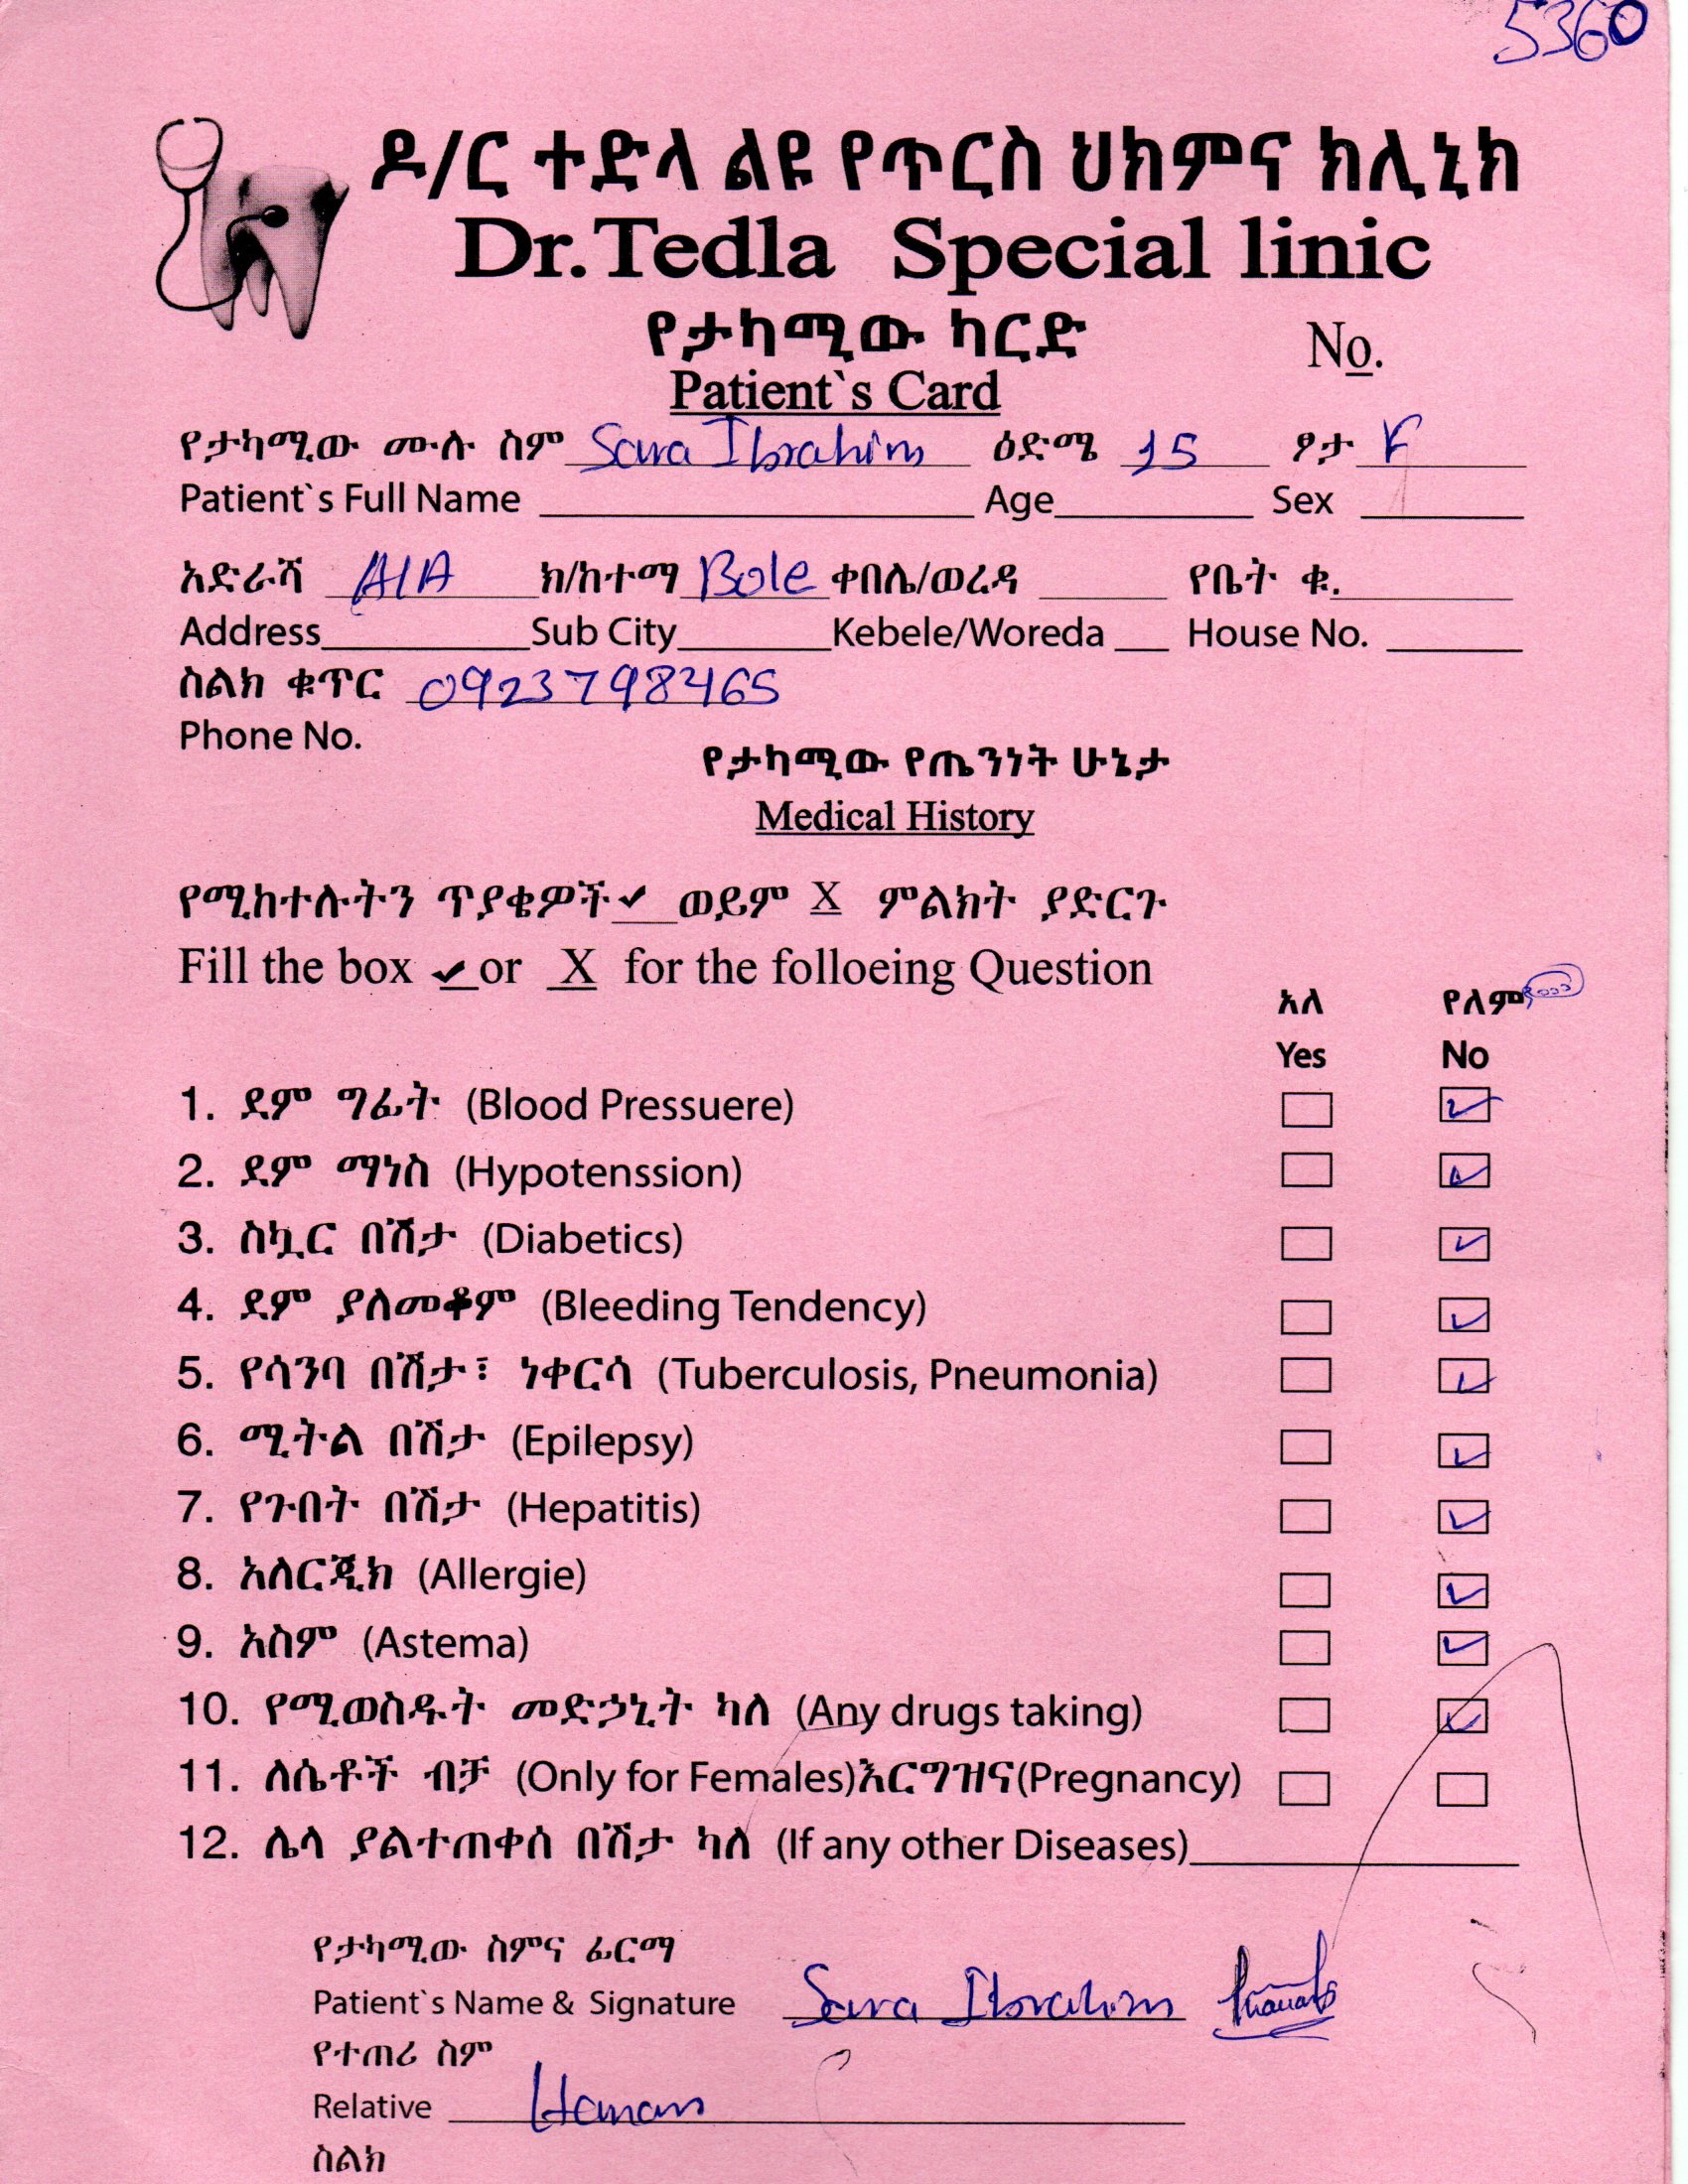 5360
ዶ/ር ተድላ ልዩ የጥርስ ህክምና ክሊኒክ
Dr.Tedla Special linic
የታካሚው ካርድ No.
Patient`s Card
የታካሚው ሙሉ ስም Sara Ibrahim ዕድሜ 15 ፆታ F
Patient`s Full Name Age Sex
አድራሻ A/A ክ/ከተማ Bole ቀበሌ/ወረዳ የቤት ቁ.
Address Sub City Kebele/Woreda House No.
ስልክ ቁጥር 0923798465
Phone No.
የታካሚው የጤንነት ሁኔታ
Medical History
የሚከተሉትን ጥያቄዎች ✔ ወይም X ምልክት ያድርጉ
Fill the box ✔ or X for the folloeing Question
አለ የለም
Yes No
1. ደም ግፊት (Blood Pressuere) ✓
2. ደም ማነስ (Hypotenssion) ✓
3. ስኳር በሽታ (Diabetics) ✓
4. ደም ያለመቆም (Bleeding Tendency) ✓
5. የሳንባ በሽታ፣ ነቀርሳ (Tuberculosis, Pneumonia) ✓
6. ሚትል በሽታ (Epilepsy) ✓
7. የጉበት በሽታ (Hepatitis) ✓
8. አለርጂክ (Allergie) ✓
9. አስም (Astema) ✓
10. የሚወስዱት መድኃኒት ካለ (Any drugs taking) ✓
11. ለሴቶች ብቻ (Only for Females)እርግዝና(Pregnancy)
12. ሌላ ያልተጠቀሰ በሽታ ካለ (If any other Diseases)
የታካሚው ስምና ፊርማ
Patient`s Name & Signature Sara Ibrahim
የተጠሪ ስም
Relative Hanan
ስልክ